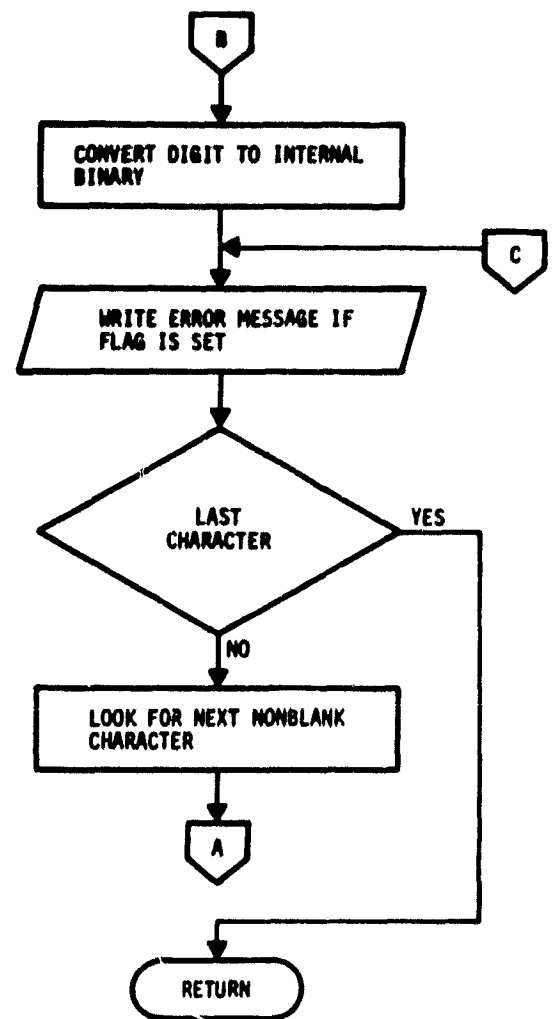 B
CONVERT DIGIT TO INTERNAL
BINARY
C
WRITE ERROR MESSAGE IF
FLAG IS SET
LAST
CHARACTER
YES
NO
LOOK FOR NEXT NONBLANK
CHARACTER
A
RETURN